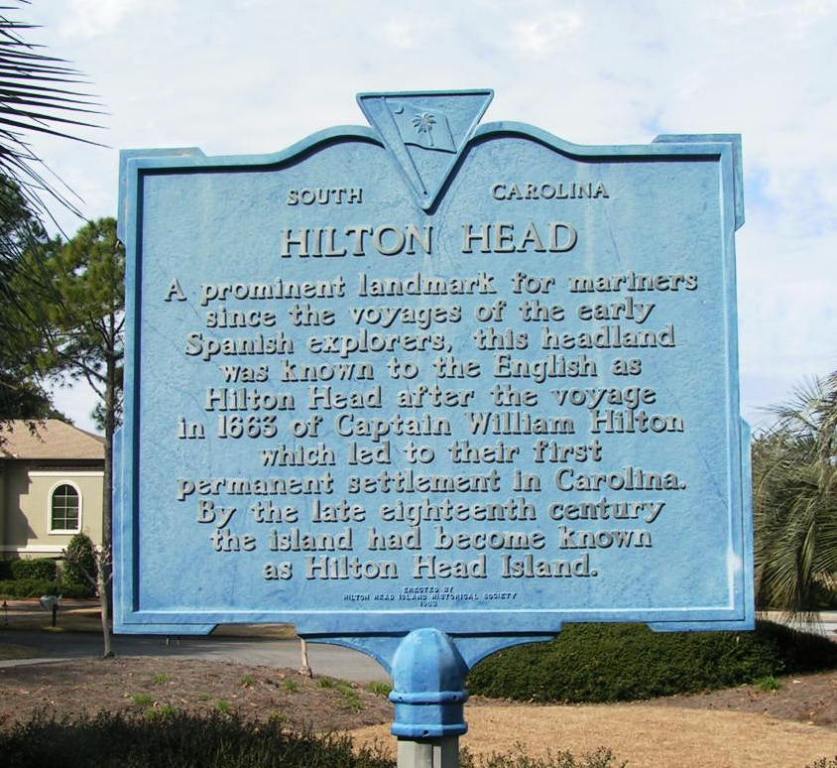 SOUTH CAROLINA
HILTON HEAD
A prominent landmark for mariners
since the voyages of the early
Spanish explorers, this headland
was known to the English as
Hilton Head after the voyage
in 1663 of Captain William Hilton
which led to their first
permanent settlement in Carolina.
By the late eighteenth century
the island had become known
as Hilton Head Island.
ERECTED BY
HILTON HEAD ISLAND HISTORICAL SOCIETY